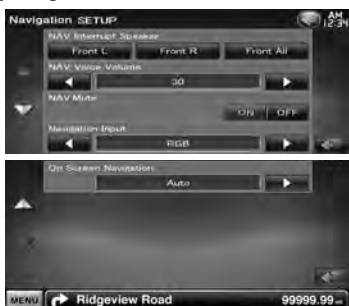 Navigation SETUP
AM
12:34
NAV Interrupt Speaker
Front L Front R Front All
NAV Voice Volume
30
NAV Mute
ON OFF
Navigation Input
RGB
On Screen Navigation
Auto
MENU Ridgeview Road 99999.99